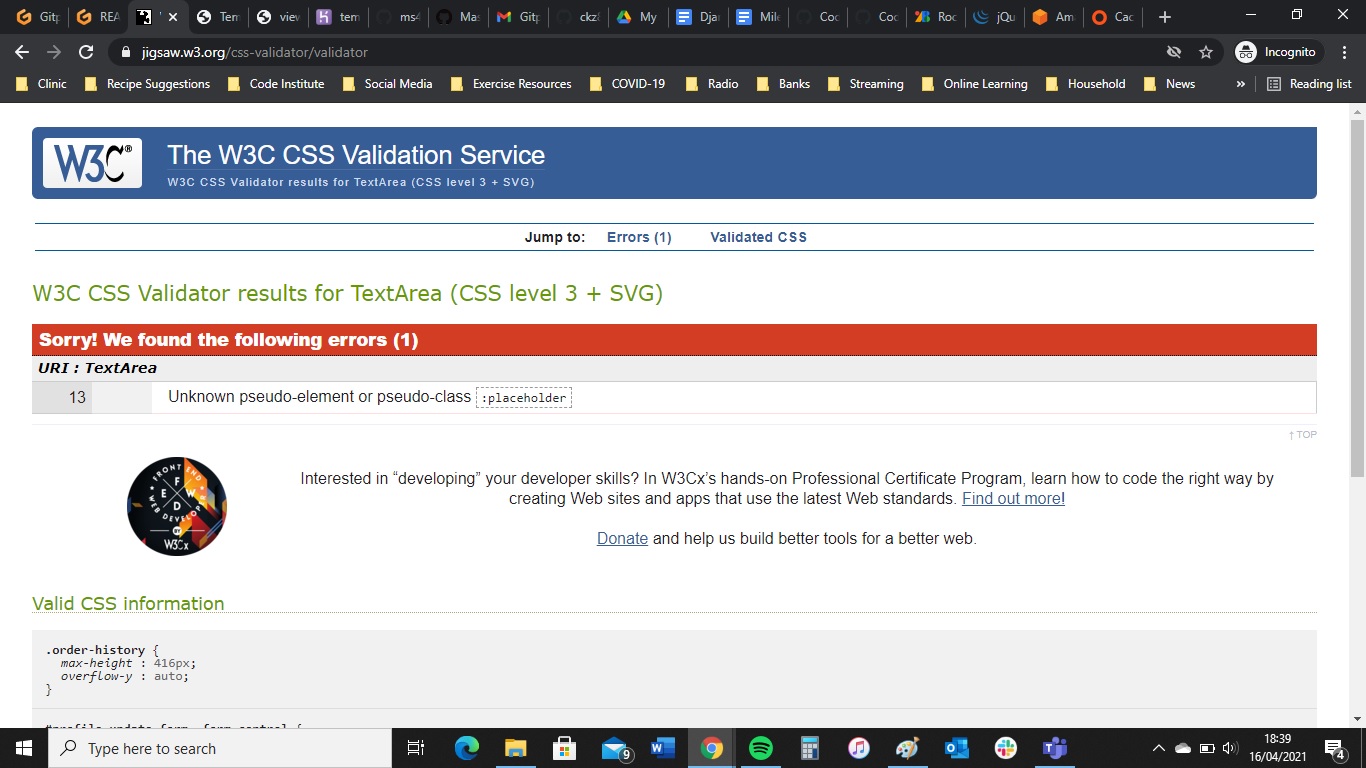 Gitp
REA
Tem
view
tem
ms4
Mas
Gitp
ckz
My
Djan
Mile
Coc
Coc
Roc
jQu
Ama
Cac
jigsaw.w3.org/css-validator/validator
Incognito
Clinic
Recipe Suggestions
Code Institute
Social Media
Exercise Resources
COVID-19
Radio
Banks
Streaming
Online Learning
Household
News
»
Reading list
W3C®
The W3C CSS Validation Service
W3C CSS Validator results for TextArea (CSS level 3 + SVG)
Jump to: Errors (1) Validated CSS
W3C CSS Validator results for TextArea (CSS level 3 + SVG)
Sorry! We found the following errors (1)
URI : TextArea
13 Unknown pseudo-element or pseudo-class :placeholder
↑ TOP
FRONT END
WEB DEVELOPER
F
E W
D
BY
W3Cx
Interested in “developing” your developer skills? In W3Cx’s hands-on Professional Certificate Program, learn how to code the right way by
creating Web sites and apps that use the latest Web standards. Find out more!
Donate and help us build better tools for a better web.
Valid CSS information
.order-history {
max-height : 416px;
overflow-y : auto;
}
Type here to search
9
18:39
16/04/2021
4